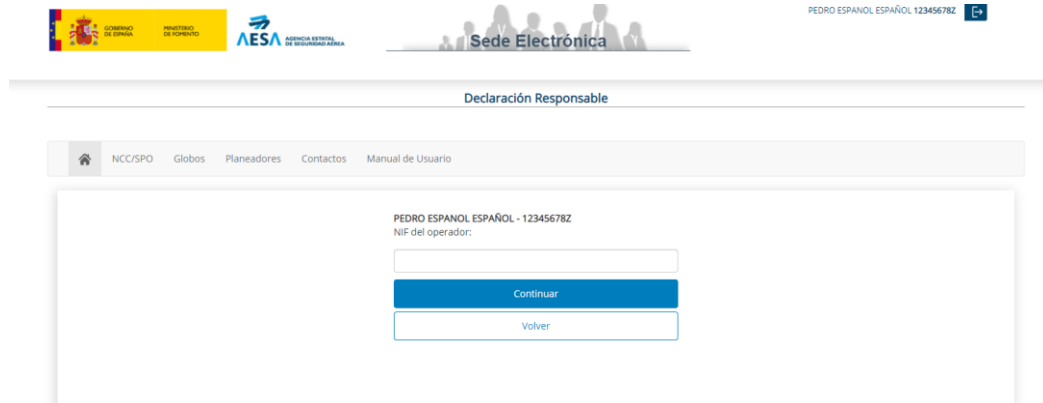 GOBIERNO
DE ESPAÑA
MINISTERIO
DE FOMENTO
AESA AGENCIA ESTATAL
DE SEGURIDAD AÉREA
Sede Electrónica
PEDRO ESPANOL ESPAÑOL 12345678Z
Declaración Responsable
NCC/SPO Globos Planeadores Contactos Manual de Usuario
PEDRO ESPANOL ESPAÑOL - 12345678Z
NIF del operador:
Continuar
Volver